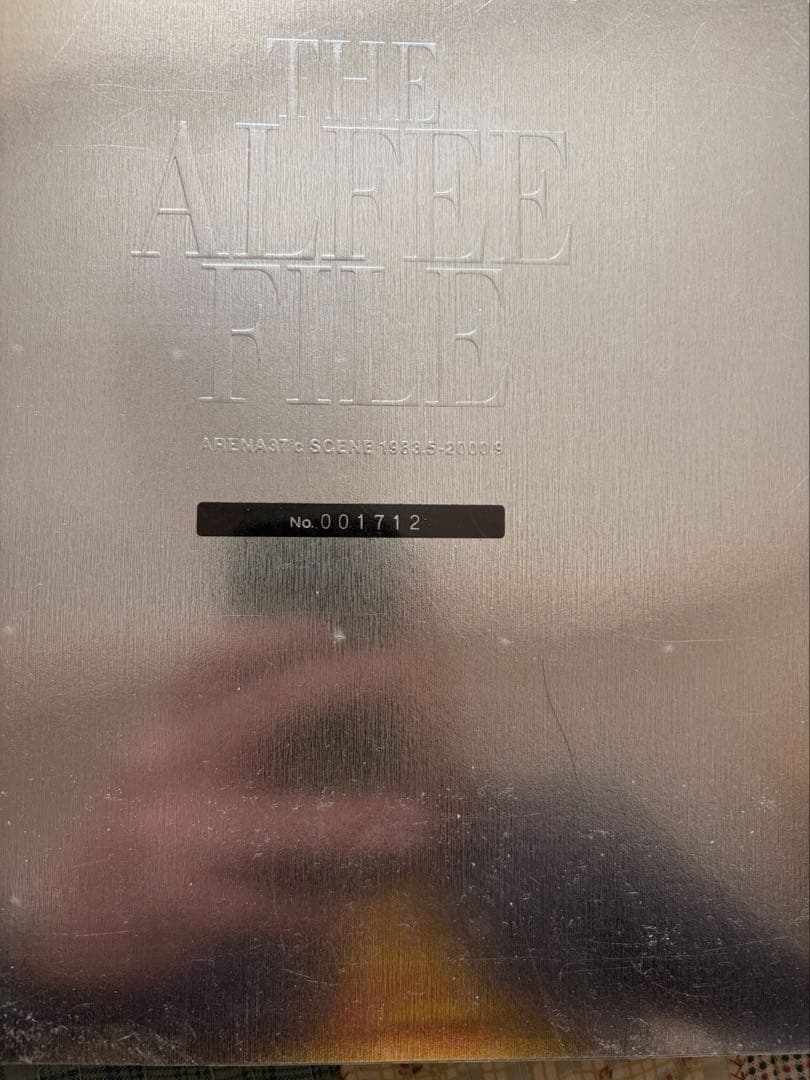 THE
ALFEE
FILE
ARENA37°c SCENE 1983.5-2000.9
No. 001712